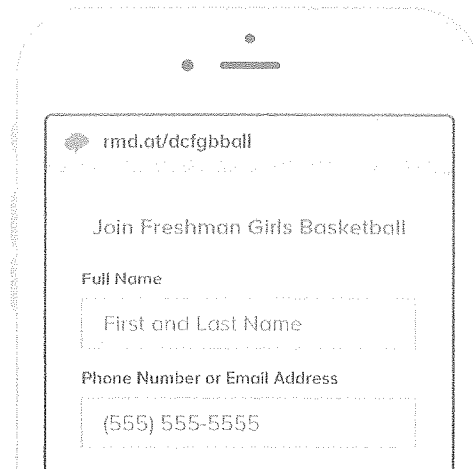 rmd.at/dcfgbball
Join Freshman Girls Basketball
Full Name
First and Last Name
Phone Number or Email Address
(555) 555-5555